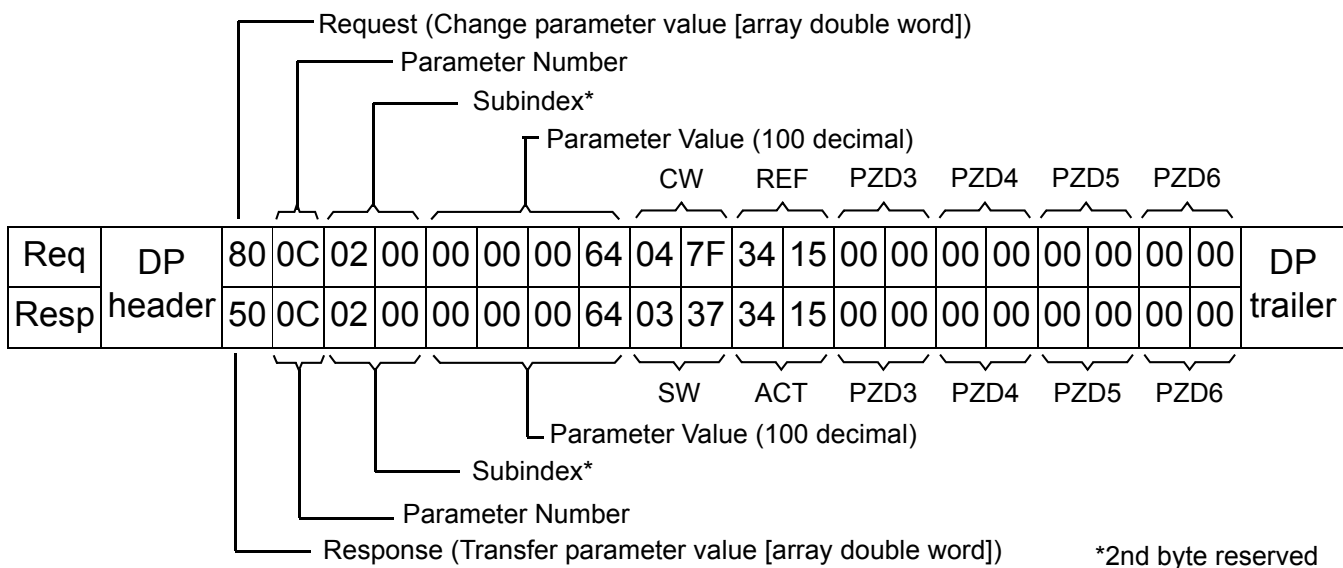 Request (Change parameter value [array double word])
Parameter Number
Subindex*
Parameter Value (100 decimal)
CW REF PZD3 PZD4 PZD5 PZD6
Req DP header 80 0C 02 00 00 00 00 64 04 7F 34 15 00 00 00 00 00 00 00 00 DP trailer
Resp 50 0C 02 00 00 00 00 64 03 37 34 15 00 00 00 00 00 00 00 00
SW ACT PZD3 PZD4 PZD5 PZD6
Parameter Value (100 decimal)
Subindex*
Parameter Number
Response (Transfer parameter value [array double word])
*2nd byte reserved